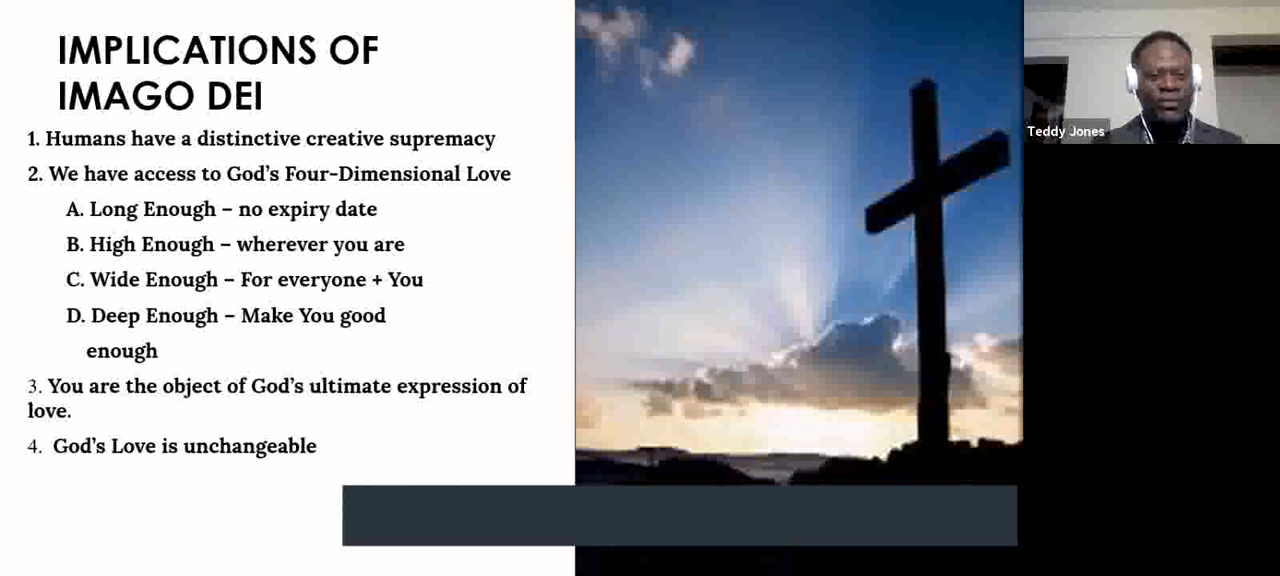 IMPLICATIONS OF
IMAGO DEI
1. Humans have a distinctive creative supremacy
2. We have access to God’s Four-Dimensional Love
A. Long Enough – no expiry date
B. High Enough – wherever you are
C. Wide Enough – For everyone + You
D. Deep Enough – Make You good
enough
3. You are the object of God’s ultimate expression of
love.
4. God’s Love is unchangeable
Teddy Jones